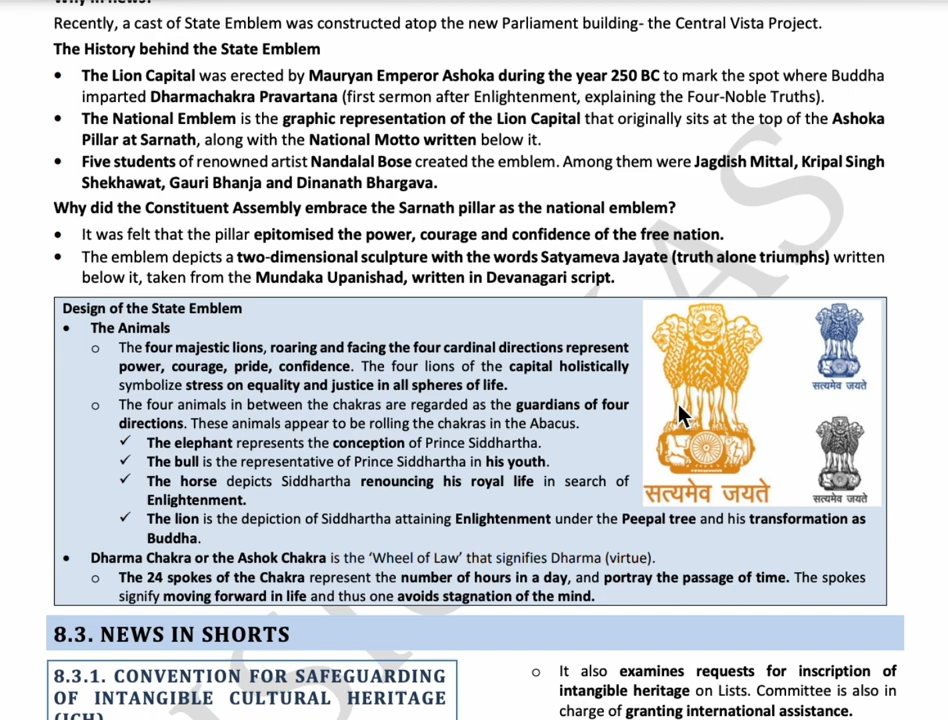 Recently, a cast of State Emblem was constructed atop the new Parliament building- the Central Vista Project.
The History behind the State Emblem
• The Lion Capital was erected by Mauryan Emperor Ashoka during the year 250 BC to mark the spot where Buddha
imparted Dharmachakra Pravartana (first sermon after Enlightenment, explaining the Four-Noble Truths).
• The National Emblem is the graphic representation of the Lion Capital that originally sits at the top of the Ashoka
Pillar at Sarnath, along with the National Motto written below it.
• Five students of renowned artist Nandalal Bose created the emblem. Among them were Jagdish Mittal, Kripal Singh
Shekhawat, Gauri Bhanja and Dinanath Bhargava.
Why did the Constituent Assembly embrace the Sarnath pillar as the national emblem?
• It was felt that the pillar epitomised the power, courage and confidence of the free nation.
• The emblem depicts a two-dimensional sculpture with the words Satyameva Jayate (truth alone triumphs) written
below it, taken from the Mundaka Upanishad, written in Devanagari script.
Design of the State Emblem
• The Animals
o The four majestic lions, roaring and facing the four cardinal directions represent
power, courage, pride, confidence. The four lions of the capital holistically
symbolize stress on equality and justice in all spheres of life.
o The four animals in between the chakras are regarded as the guardians of four
directions. These animals appear to be rolling the chakras in the Abacus.
✓ The elephant represents the conception of Prince Siddhartha.
✓ The bull is the representative of Prince Siddhartha in his youth.
✓ The horse depicts Siddhartha renouncing his royal life in search of
Enlightenment.
✓ The lion is the depiction of Siddhartha attaining Enlightenment under the Peepal tree and his transformation as
Buddha.
• Dharma Chakra or the Ashok Chakra is the ‘Wheel of Law’ that signifies Dharma (virtue).
o The 24 spokes of the Chakra represent the number of hours in a day, and portray the passage of time. The spokes
signify moving forward in life and thus one avoids stagnation of the mind.
सत्यमेव जयते
सत्यमेव जयते
सत्यमेव जयते
8.3. NEWS IN SHORTS
8.3.1. CONVENTION FOR SAFEGUARDING
OF INTANGIBLE CULTURAL HERITAGE
(ICH)
o It also examines requests for inscription of
intangible heritage on Lists. Committee is also in
charge of granting international assistance.